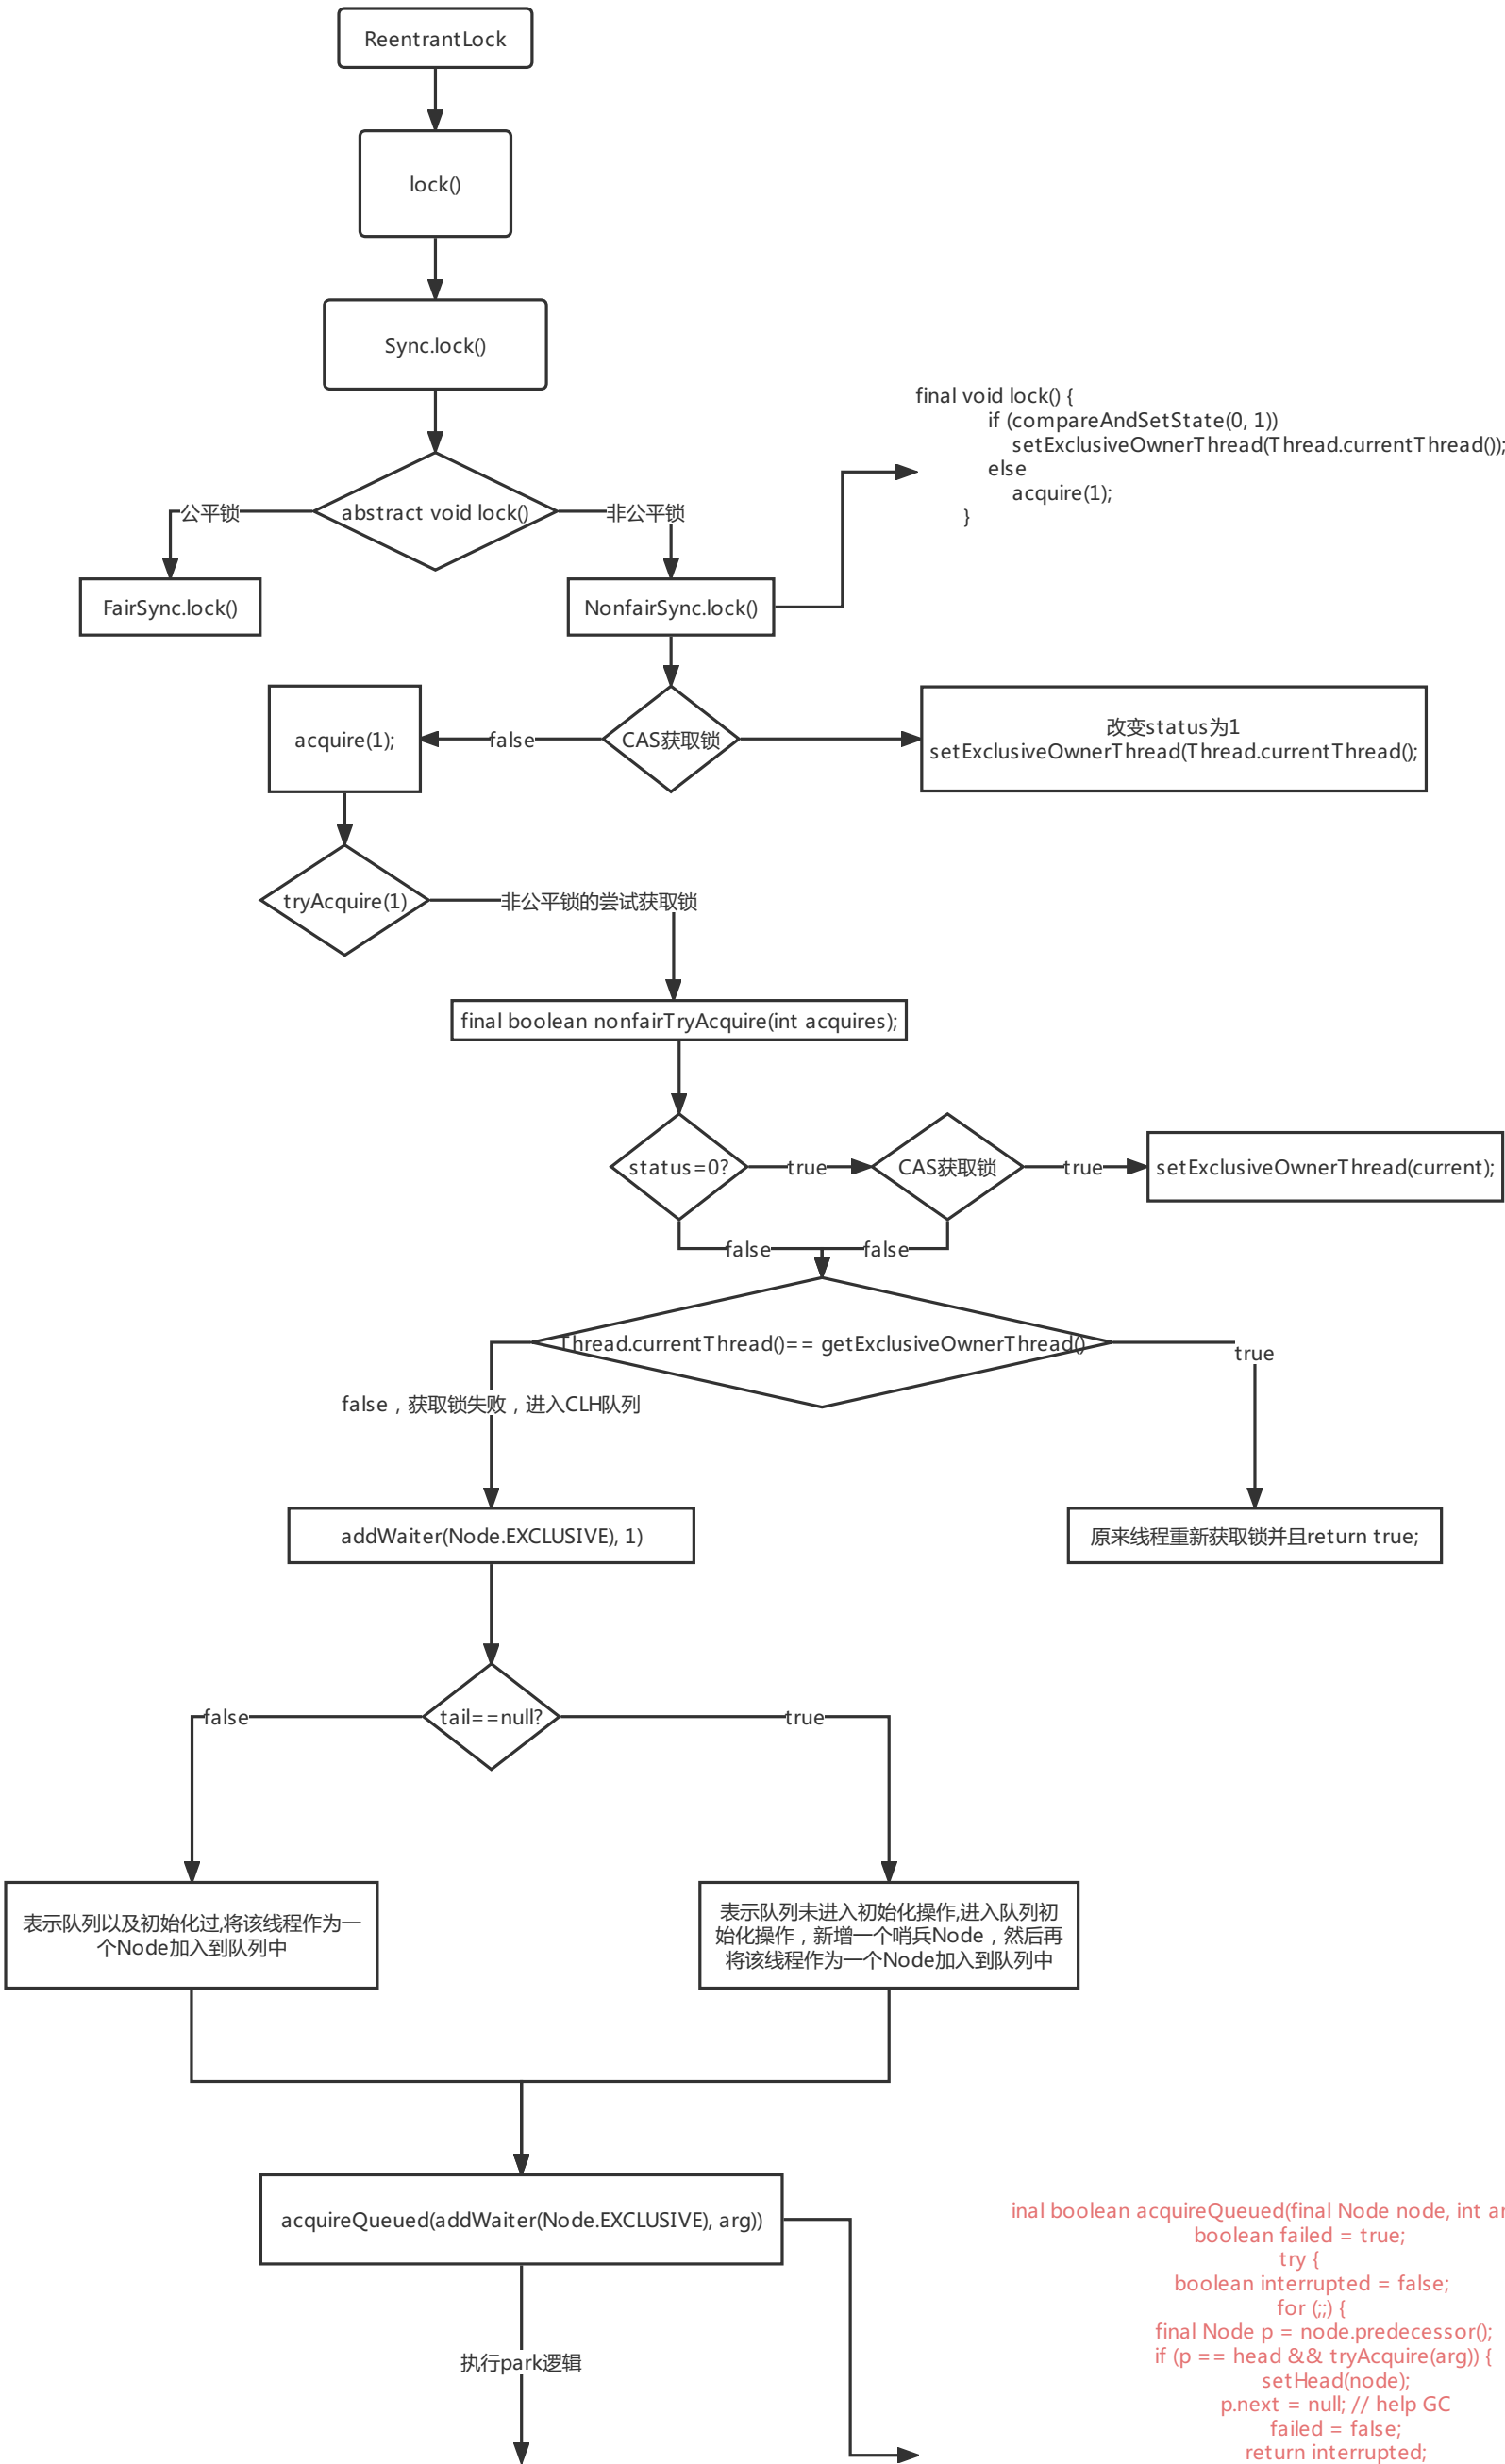 ReentrantLock
lock()
Sync.lock()
final void lock() {
if (compareAndSetState(0, 1))
setExclusiveOwnerThread(Thread.currentThread());
else
acquire(1);
}
公平锁
abstract void lock()
非公平锁
FairSync.lock()
NonfairSync.lock()
acquire(1);
false
CAS获取锁
改变status为1
setExclusiveOwnerThread(Thread.currentThread();
tryAcquire(1)
非公平锁的尝试获取锁
final boolean nonfairTryAcquire(int acquires);
status=0?
true
CAS获取锁
true
setExclusiveOwnerThread(current);
false
false
Thread.currentThread()== getExclusiveOwnerThread()
true
false，获取锁失败，进入CLH队列
addWaiter(Node.EXCLUSIVE), 1)
原来线程重新获取锁并且return true;
false
tail==null?
true
表示队列以及初始化过,将该线程作为一
个Node加入到队列中
表示队列未进入初始化操作,进入队列初
始化操作，新增一个哨兵Node，然后再
将该线程作为一个Node加入到队列中
acquireQueued(addWaiter(Node.EXCLUSIVE), arg))
执行park逻辑
inal boolean acquireQueued(final Node node, int ar
boolean failed = true;
try {
boolean interrupted = false;
for (;;) {
final Node p = node.predecessor();
if (p == head && tryAcquire(arg)) {
setHead(node);
p.next = null; // help GC
failed = false;
return interrupted;